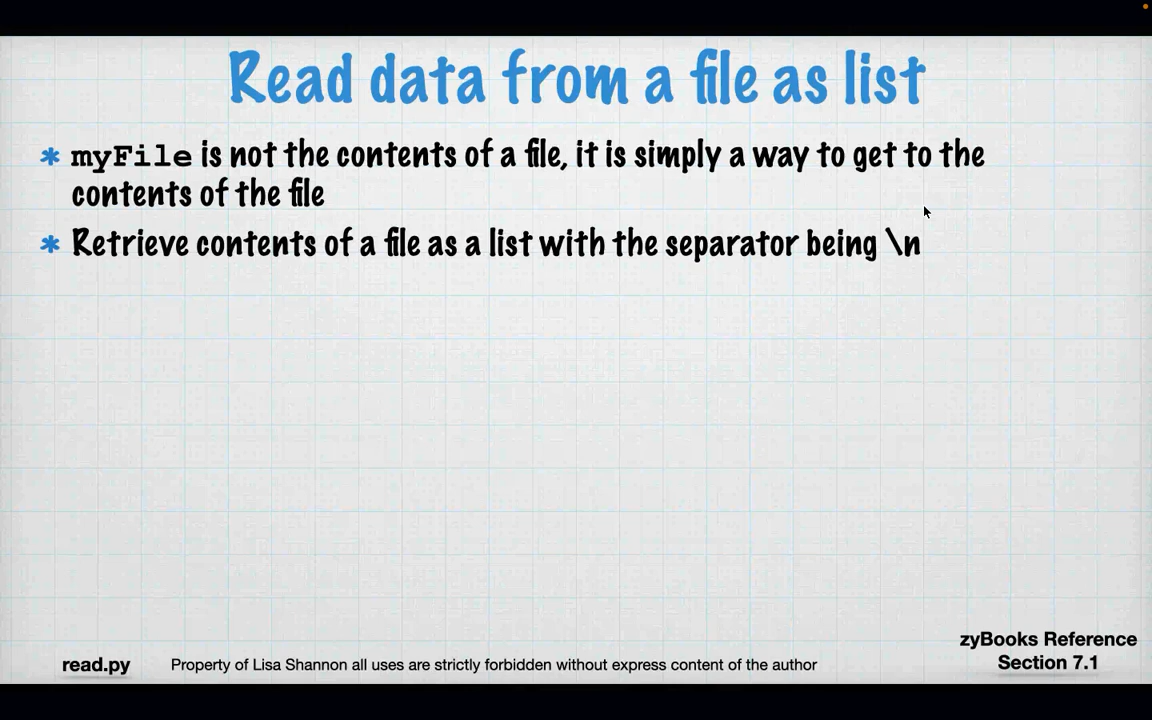 Read data from a file as list
* myFile is not the contents of a file, it is simply a way to get to the
contents of the file
* Retrieve contents of a file as a list with the separator being \n
zyBooks Reference
Section 7.1
read.py
Property of Lisa Shannon all uses are strictly forbidden without express content of the author